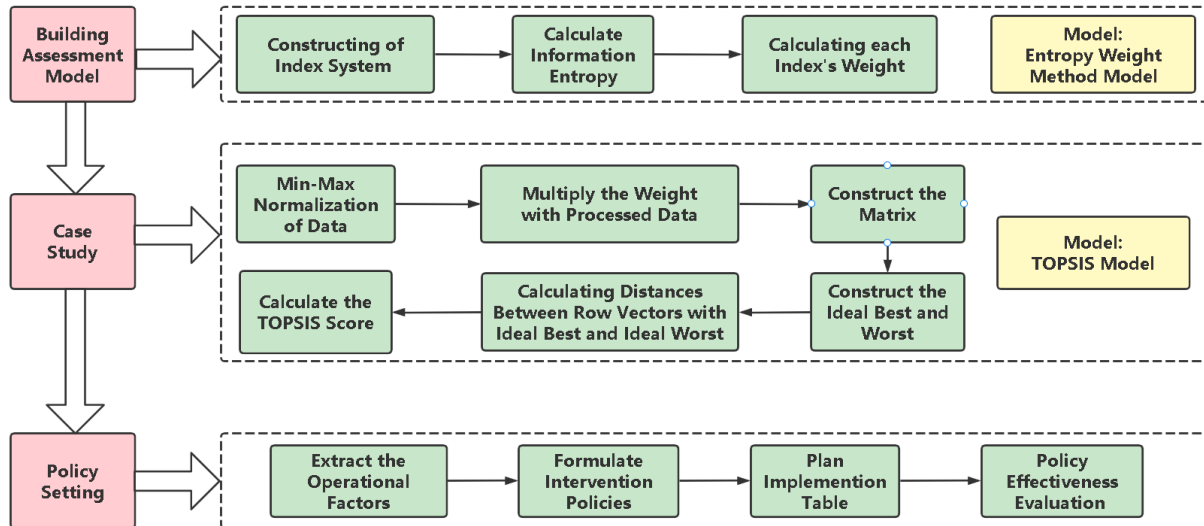 Building
Assessment
Model
Constructing of
Index System
Calculate
Information
Entropy
Calculating each
Index's Weight
Model:
Entropy Weight
Method Model
Case
Study
Min-Max
Normalization
of Data
Multiply the Weight
with Processed Data
Construct the
Matrix
Model:
TOPSIS Model
Construct the
Ideal Best and
Worst
Calculating Distances
Between Row Vectors with
Ideal Best and Ideal Worst
Calculate the
TOPSIS Score
Policy
Setting
Extract the
Operational
Factors
Formulate
Intervention
Policies
Plan
Implemention
Table
Policy
Effectiveness
Evaluation